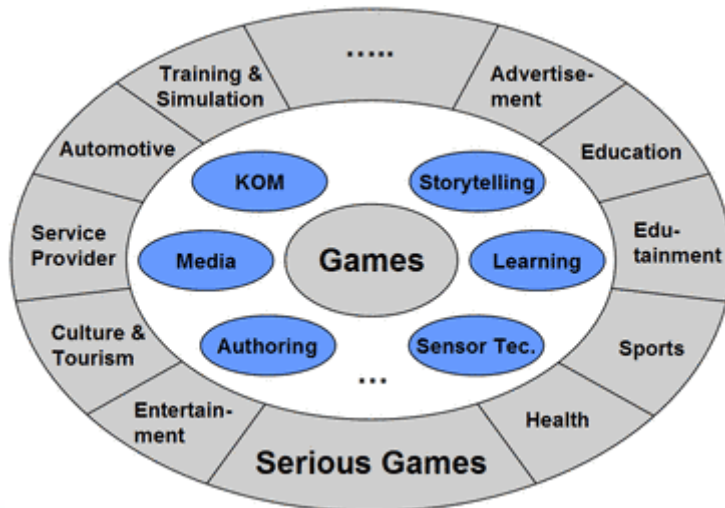 .....
Training &
Simulation
Advertise-
ment
Automotive
Education
KOM
Storytelling
Service
Provider
Media
Games
Learning
Edu-
tainment
Culture &
Tourism
Authoring
Sensor Tec.
Sports
...
Entertain-
ment
Health
Serious Games